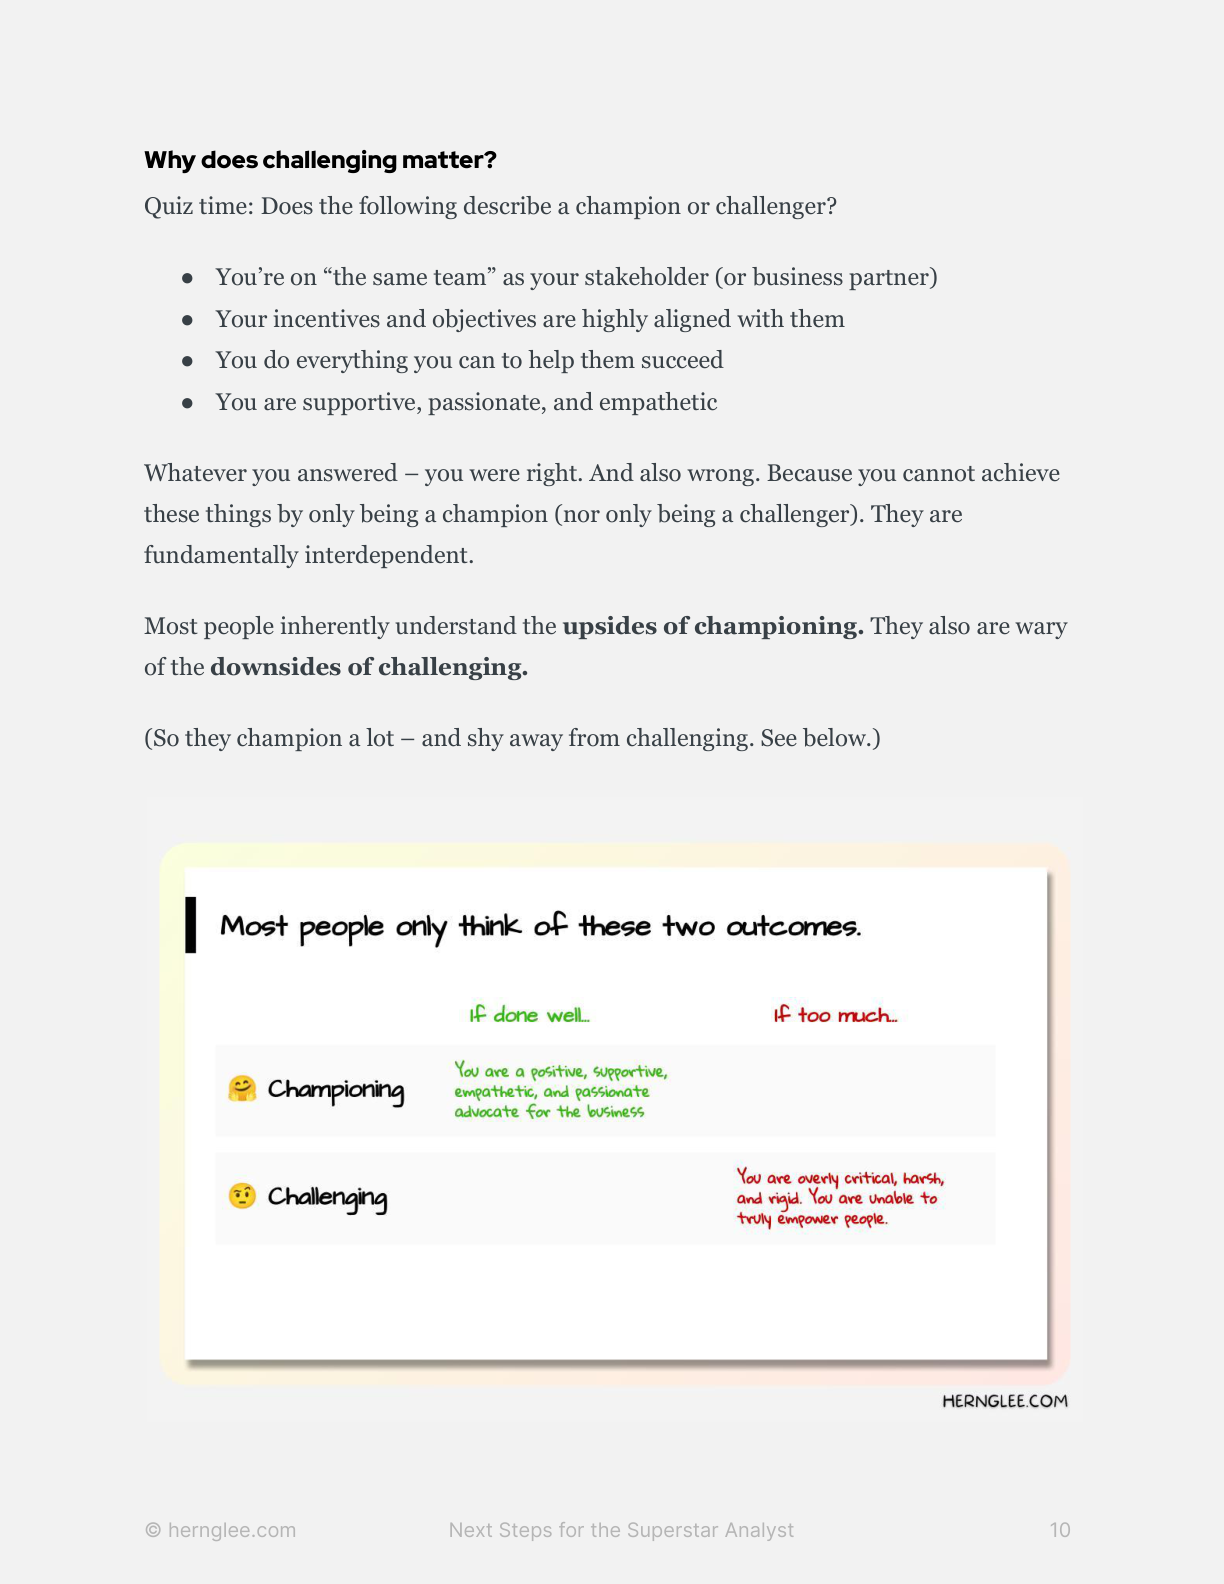 Why does challenging matter?
Quiz time: Does the following describe a champion or challenger?
● You’re on “the same team” as your stakeholder (or business partner)
● Your incentives and objectives are highly aligned with them
● You do everything you can to help them succeed
● You are supportive, passionate, and empathetic
Whatever you answered – you were right. And also wrong. Because you cannot achieve
these things by only being a champion (nor only being a challenger). They are
fundamentally interdependent.
Most people inherently understand the upsides of championing. They also are wary
of the downsides of challenging.
(So they champion a lot – and shy away from challenging. See below.)
Most people only think of these two outcomes.
If done well...
If too much...
Championing
You are a positive, supportive,
empathetic, and passionate
advocate for the business
Challenging
You are overly critical, harsh,
and rigid. You are unable to
truly empower people.
HERNGLEE.COM
© hernglee.com
Next Steps for the Superstar Analyst
10